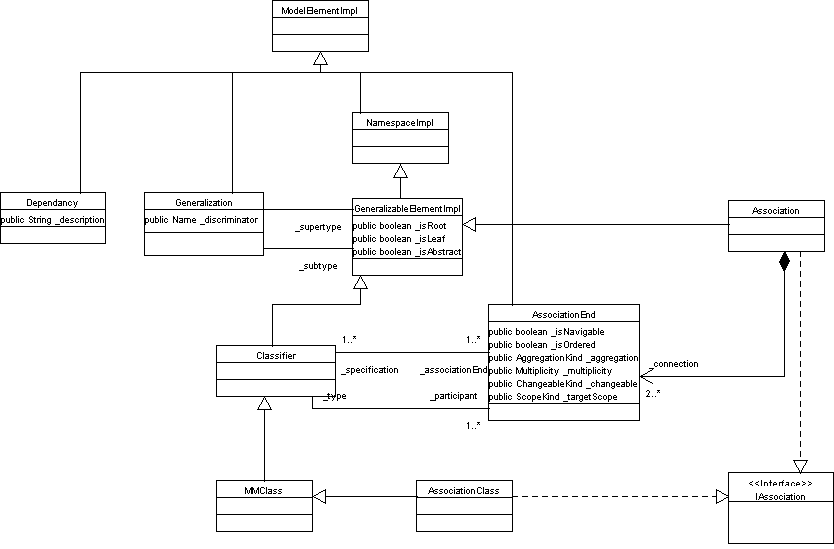 ModelElementImpl
NamespaceImpl
Dependancy
public String _description
Generalization
public Name _discriminator
_supertype
_subtype
GeneralizableElementImpl
public boolean _isRoot
public boolean _isLeaf
public boolean _isAbstract
Association
AssociationEnd
public boolean _isNavigable
public boolean _isOrdered
public AggregationKind _aggregation
public Multiplicity _multiplicity
public ChangeableKind _changeable
public ScopeKind _targetScope
1..*
1..*
Classifier
_specification
_associationEnd
_type
_participant
1..*
_connection
2..*
MMClass
AssociationClass
<<Interface>>
IAssociation